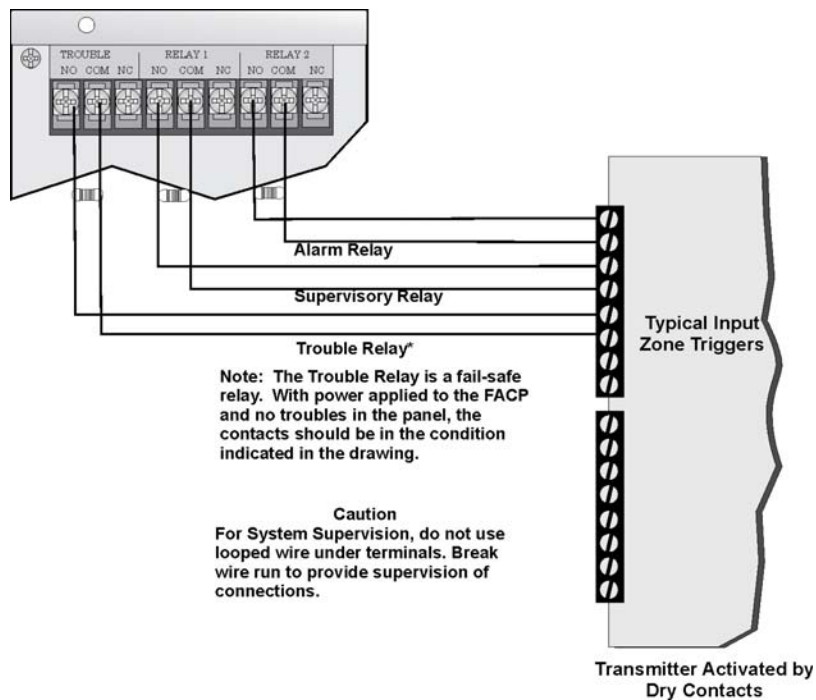 TROUBLE RELAY 1 RELAY 2
NO COM NC NO COM NC NO COM NC
Alarm Relay
Supervisory Relay
Trouble Relay*
Typical Input
Zone Triggers
Note: The Trouble Relay is a fail-safe
relay. With power applied to the FACP
and no troubles in the panel, the
contacts should be in the condition
indicated in the drawing.
Caution
For System Supervision, do not use
looped wire under terminals. Break
wire run to provide supervision of
connections.
Transmitter Activated by
Dry Contacts